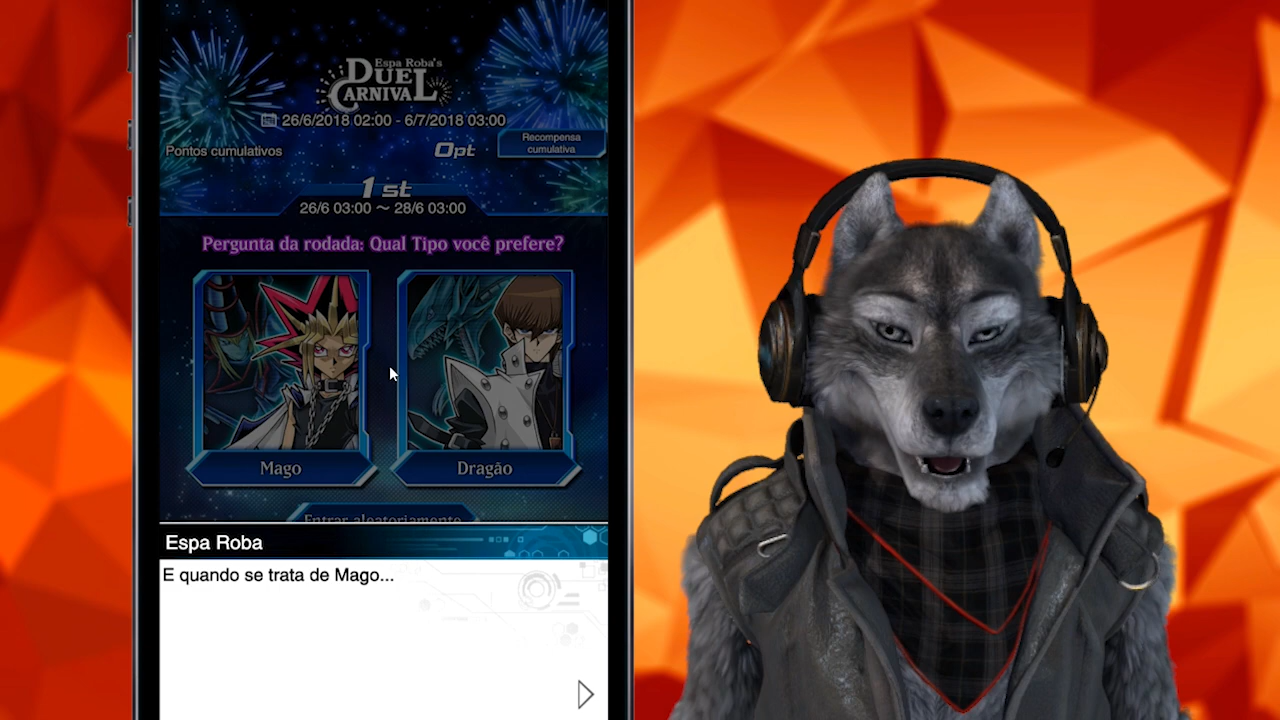 Espa Roba's
DUEL
CARNIVAL
26/6/2018 02:00 - 6/7/2018 03:00
Pontos cumulativos
0pt
Recompensa
cumulativa
1st
26/6 03:00 ～ 28/6 03:00
Pergunta da rodada: Qual Tipo você prefere?
Mago
Dragão
Entrar aleatoriamente
Espa Roba
E quando se trata de Mago...